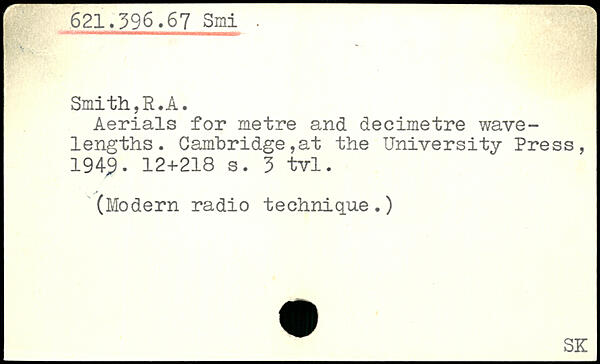 621.396.67 Smi
Smith,R.A.
Aerials for metre and decimetre wave-
lengths. Cambridge,at the University Press,
1949. 12+218 s. 3 tvl.
(Modern radio technique.)
SK